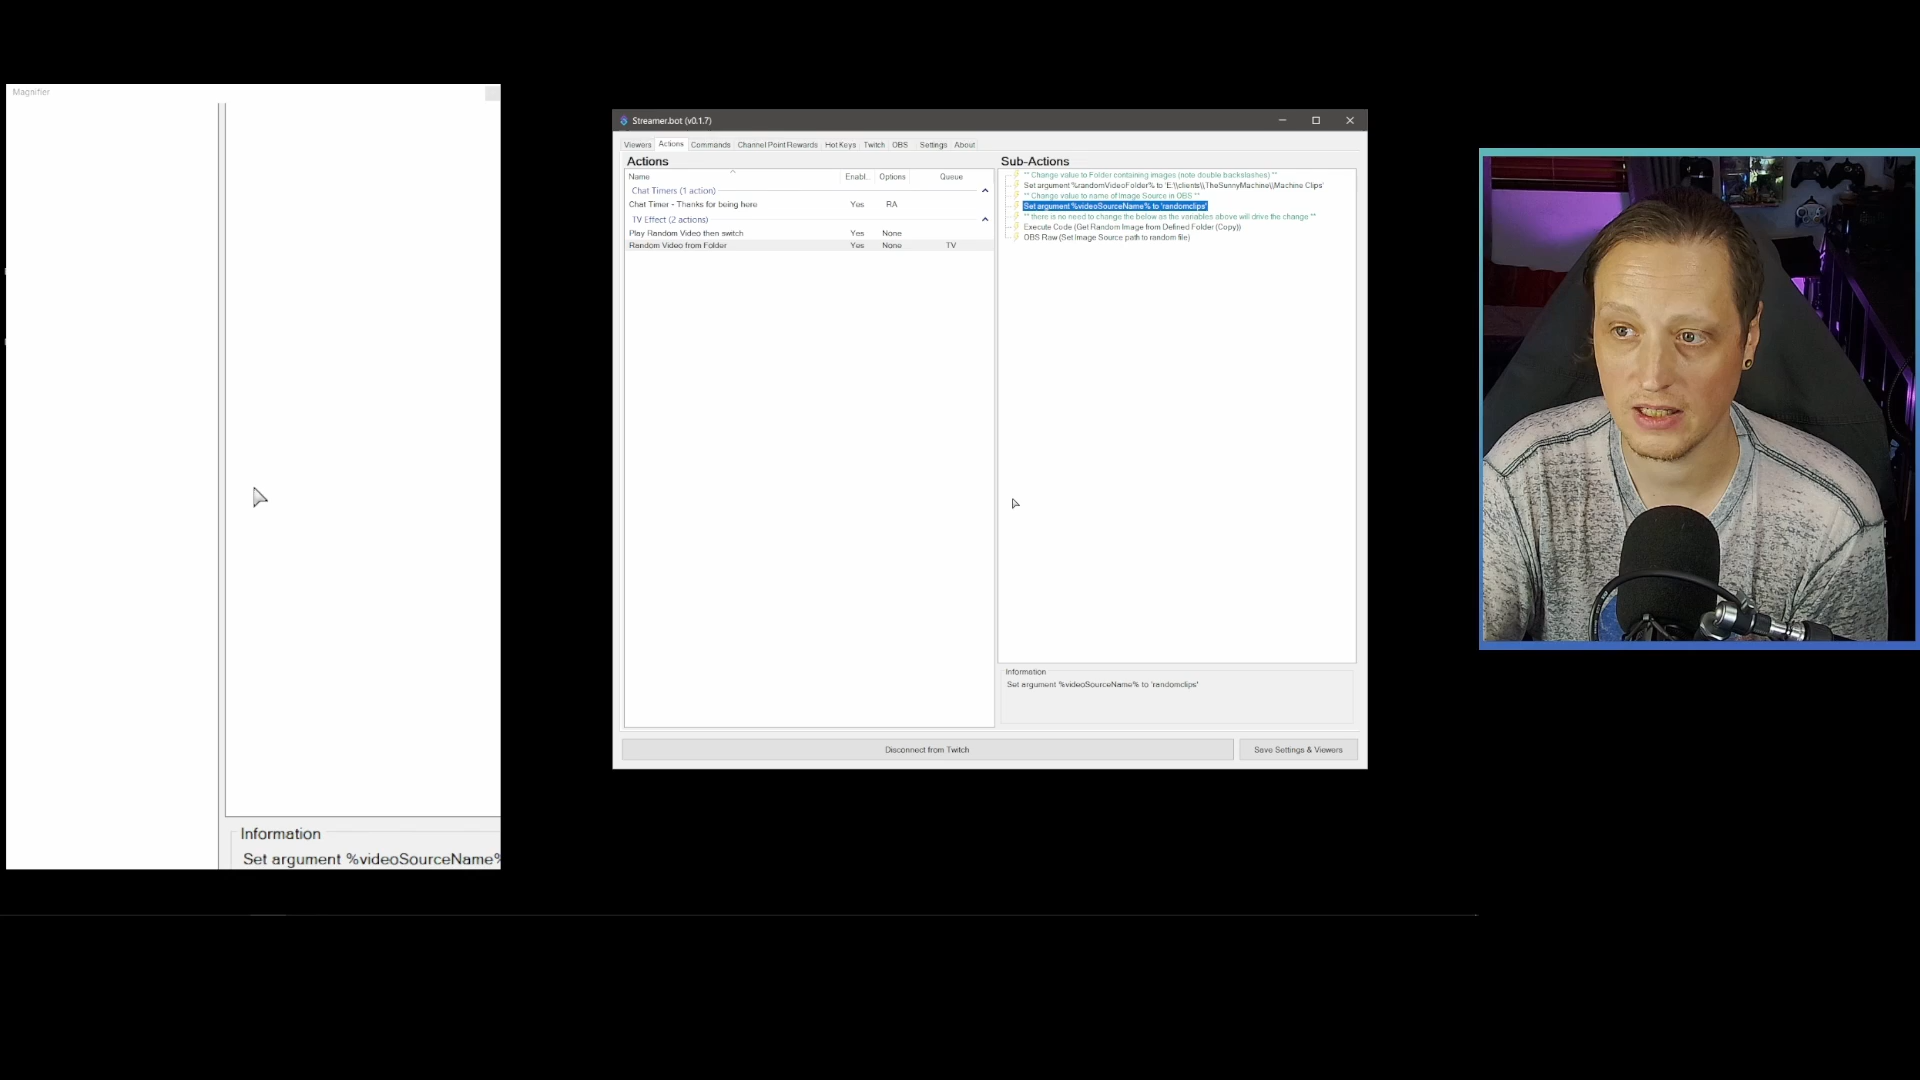 Magnifier
Information
Set argument %videoSourceName%
Streamer.bot (v0.1.7)
Viewers Actions Commands Channel Point Rewards Hot Keys Twitch OBS Settings About
Actions
Name Enabl... Options Queue
Chat Timers (1 action)
Chat Timer - Thanks for being here Yes RA
TV Effect (2 actions)
Play Random Video then switch Yes None
Random Video from Folder Yes None TV
Sub-Actions
** Change value to Folder containing images (note double backslashes) **
Set argument %randomVideoFolder% to 'E:\\clients\\TheSunnyMachine\\Machine Clips'
** Change value to name of Image Source in OBS **
Set argument %videoSourceName% to 'randomclips'
** there is no need to change the below as the variables above will drive the change **
Execute Code (Get Random Image from Defined Folder (Copy))
OBS Raw (Set Image Source path to random file)
Information
Set argument %videoSourceName% to 'randomclips'
Disconnect from Twitch Save Settings & Viewers